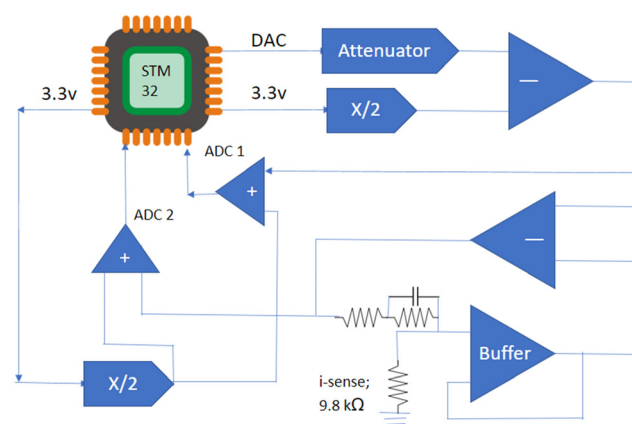 DAC
STM
32
Attenuator
—
3.3v
3.3v
X/2
ADC 1
+
ADC 2
+
—
X/2
Buffer
i-sense;
9.8 kΩ